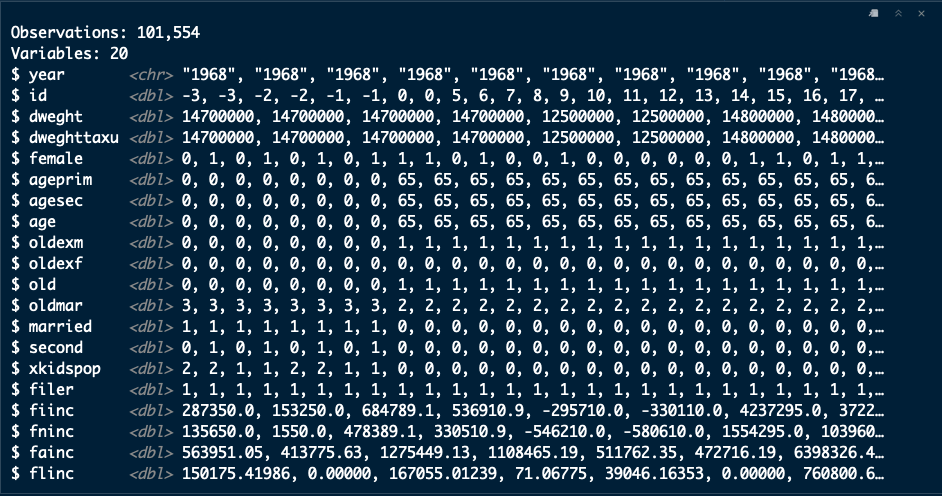 Observations: 101,554
Variables: 20
$ year <chr> "1968", "1968", "1968", "1968", "1968", "1968", "1968", "1968", "1968", "1968…
$ id <dbl> -3, -3, -2, -2, -1, -1, 0, 0, 5, 6, 7, 8, 9, 10, 11, 12, 13, 14, 15, 16, 17, …
$ dweght <dbl> 14700000, 14700000, 14700000, 14700000, 12500000, 12500000, 14800000, 1480000…
$ dweghttaxu <dbl> 14700000, 14700000, 14700000, 14700000, 12500000, 12500000, 14800000, 1480000…
$ female <dbl> 0, 1, 0, 1, 0, 1, 0, 1, 1, 1, 0, 1, 0, 0, 1, 0, 0, 0, 0, 0, 0, 1, 1, 0, 1, 1,…
$ ageprim <dbl> 0, 0, 0, 0, 0, 0, 0, 0, 65, 65, 65, 65, 65, 65, 65, 65, 65, 65, 65, 65, 65, 6…
$ agesec <dbl> 0, 0, 0, 0, 0, 0, 0, 0, 65, 65, 65, 65, 65, 65, 65, 65, 65, 65, 65, 65, 65, 6…
$ age <dbl> 0, 0, 0, 0, 0, 0, 0, 0, 65, 65, 65, 65, 65, 65, 65, 65, 65, 65, 65, 65, 65, 6…
$ oldexm <dbl> 0, 0, 0, 0, 0, 0, 0, 0, 1, 1, 1, 1, 1, 1, 1, 1, 1, 1, 1, 1, 1, 1, 1, 1, 1, 1,…
$ oldexf <dbl> 0, 0, 0, 0, 0, 0, 0, 0, 0, 0, 0, 0, 0, 0, 0, 0, 0, 0, 0, 0, 0, 0, 0, 0, 0, 0,…
$ old <dbl> 0, 0, 0, 0, 0, 0, 0, 0, 1, 1, 1, 1, 1, 1, 1, 1, 1, 1, 1, 1, 1, 1, 1, 1, 1, 1,…
$ oldmar <dbl> 3, 3, 3, 3, 3, 3, 3, 3, 2, 2, 2, 2, 2, 2, 2, 2, 2, 2, 2, 2, 2, 2, 2, 2, 2, 2,…
$ married <dbl> 1, 1, 1, 1, 1, 1, 1, 1, 0, 0, 0, 0, 0, 0, 0, 0, 0, 0, 0, 0, 0, 0, 0, 0, 0, 0,…
$ second <dbl> 0, 1, 0, 1, 0, 1, 0, 1, 0, 0, 0, 0, 0, 0, 0, 0, 0, 0, 0, 0, 0, 0, 0, 0, 0, 0,…
$ xkidspop <dbl> 2, 2, 1, 1, 2, 2, 1, 1, 0, 0, 0, 0, 0, 0, 0, 0, 0, 0, 0, 0, 0, 0, 0, 0, 0, 0,…
$ filer <dbl> 1, 1, 1, 1, 1, 1, 1, 1, 1, 1, 1, 1, 1, 1, 1, 1, 1, 1, 1, 1, 1, 1, 1, 1, 1, 1,…
$ fiinc <dbl> 287350.0, 153250.0, 684789.1, 536910.9, -295710.0, -330110.0, 4237295.0, 3722…
$ fninc <dbl> 135650.0, 1550.0, 478389.1, 330510.9, -546210.0, -580610.0, 1554295.0, 103960…
$ fainc <dbl> 563951.05, 413775.63, 1275449.13, 1108465.19, 511762.35, 472716.19, 6398326.4…
$ flinc <dbl> 150175.41986, 0.00000, 167055.01239, 71.06775, 39046.16353, 0.00000, 760800.6…